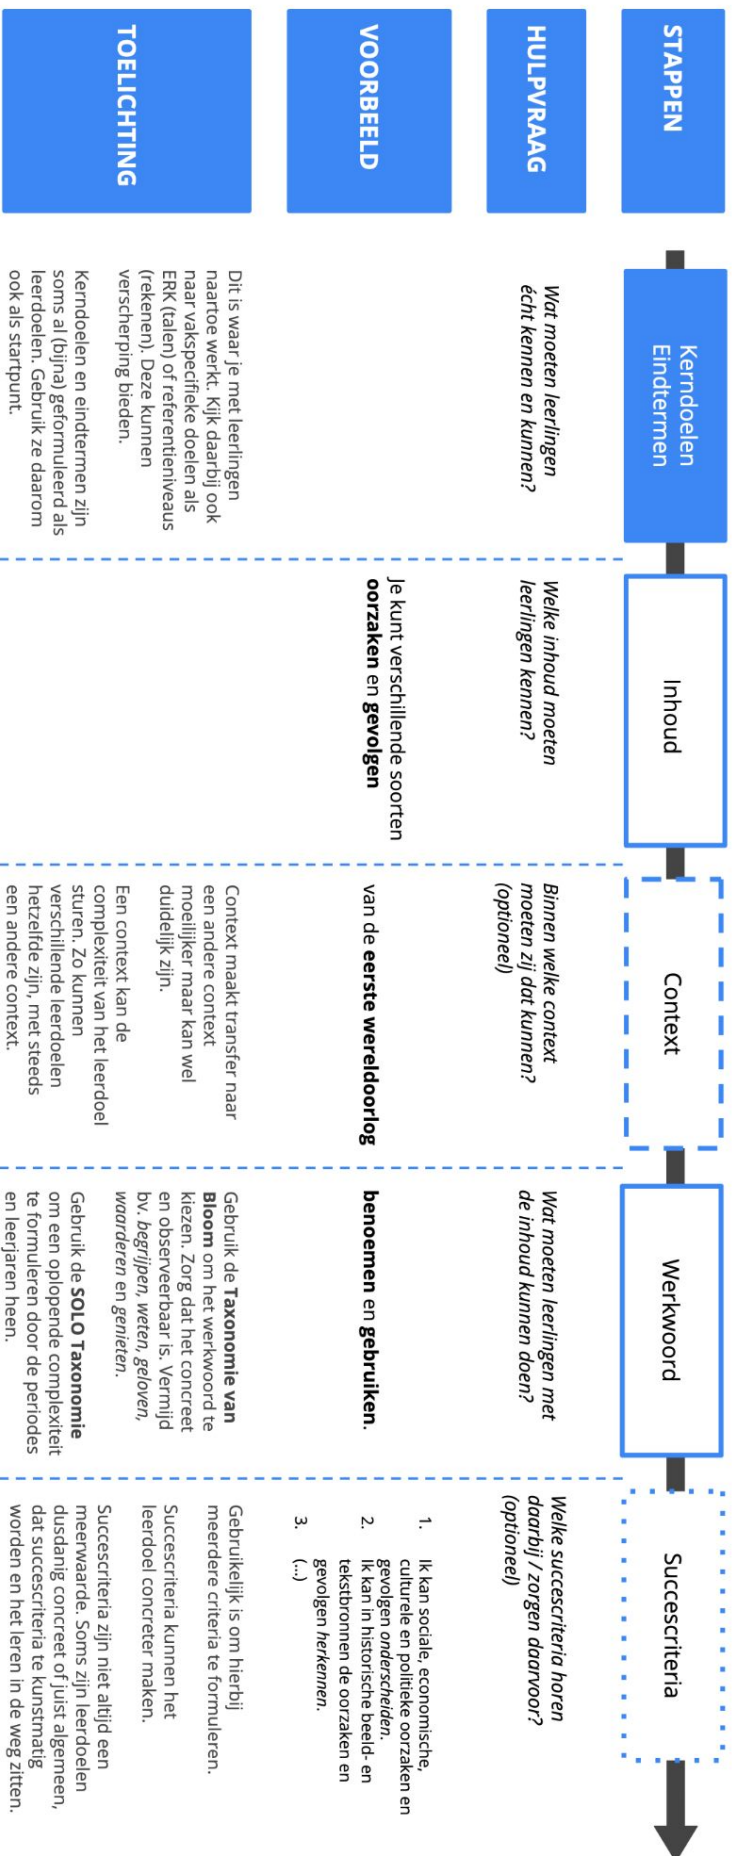 STAPPEN
Kerndoelen
Eindtermen
Inhoud
Context
Werkwoord
Succescriteria
HULPVRAAG
Wat moeten leerlingen
écht kennen en kunnen?
Welke inhoud moeten
leerlingen kennen?
Binnen welke context
moeten zij dat kunnen?
(optioneel)
Wat moeten leerlingen met
de inhoud kunnen doen?
Welke succescriteria horen
daarbij / zorgen daarvoor?
(optioneel)
VOORBEELD
Je kunt verschillende soorten
oorzaken en gevolgen
van de eerste wereldoorlog
benoemen en gebruiken.
1. Ik kan sociale, economische,
culturele en politieke oorzaken en
gevolgen onderscheiden.
2. Ik kan in historische beeld- en
tekstbronnen de oorzaken en
gevolgen herkennen.
3. (...)
TOELICHTING
Dit is waar je met leerlingen
naartoe werkt. Kijk daarbij ook
naar vakspecifieke doelen als
ERK (talen) of referentieniveaus
(rekenen). Deze kunnen
verscherping bieden.
Kerndoelen en eindtermen zijn
soms al (bijna) geformuleerd als
leerdoelen. Gebruik ze daarom
ook als startpunt.
Context maakt transfer naar
een andere context
moeilijker maar kan wel
duidelijk zijn.
Een context kan de
complexiteit van het leerdoel
sturen. Zo kunnen
verschillende leerdoelen
hetzelfde zijn, met steeds
een andere context.
Gebruik de Taxonomie van
Bloom om het werkwoord te
kiezen. Zorg dat het concreet
en observeerbaar is. Vermijd
bv. begrijpen, weten, geloven,
waarderen en genieten.
Gebruik de SOLO Taxonomie
om een oplopende complexiteit
te formuleren door de periodes
en leerjaren heen.
Gebruikelijk is om hierbij
meerdere criteria te formuleren.
Succescriteria kunnen het
leerdoel concreter maken.
Succescriteria zijn niet altijd een
meerwaarde. Soms zijn leerdoelen
dusdanig concreet of juist algemeen,
dat succescriteria te kunstmatig
worden en het leren in de weg zitten.